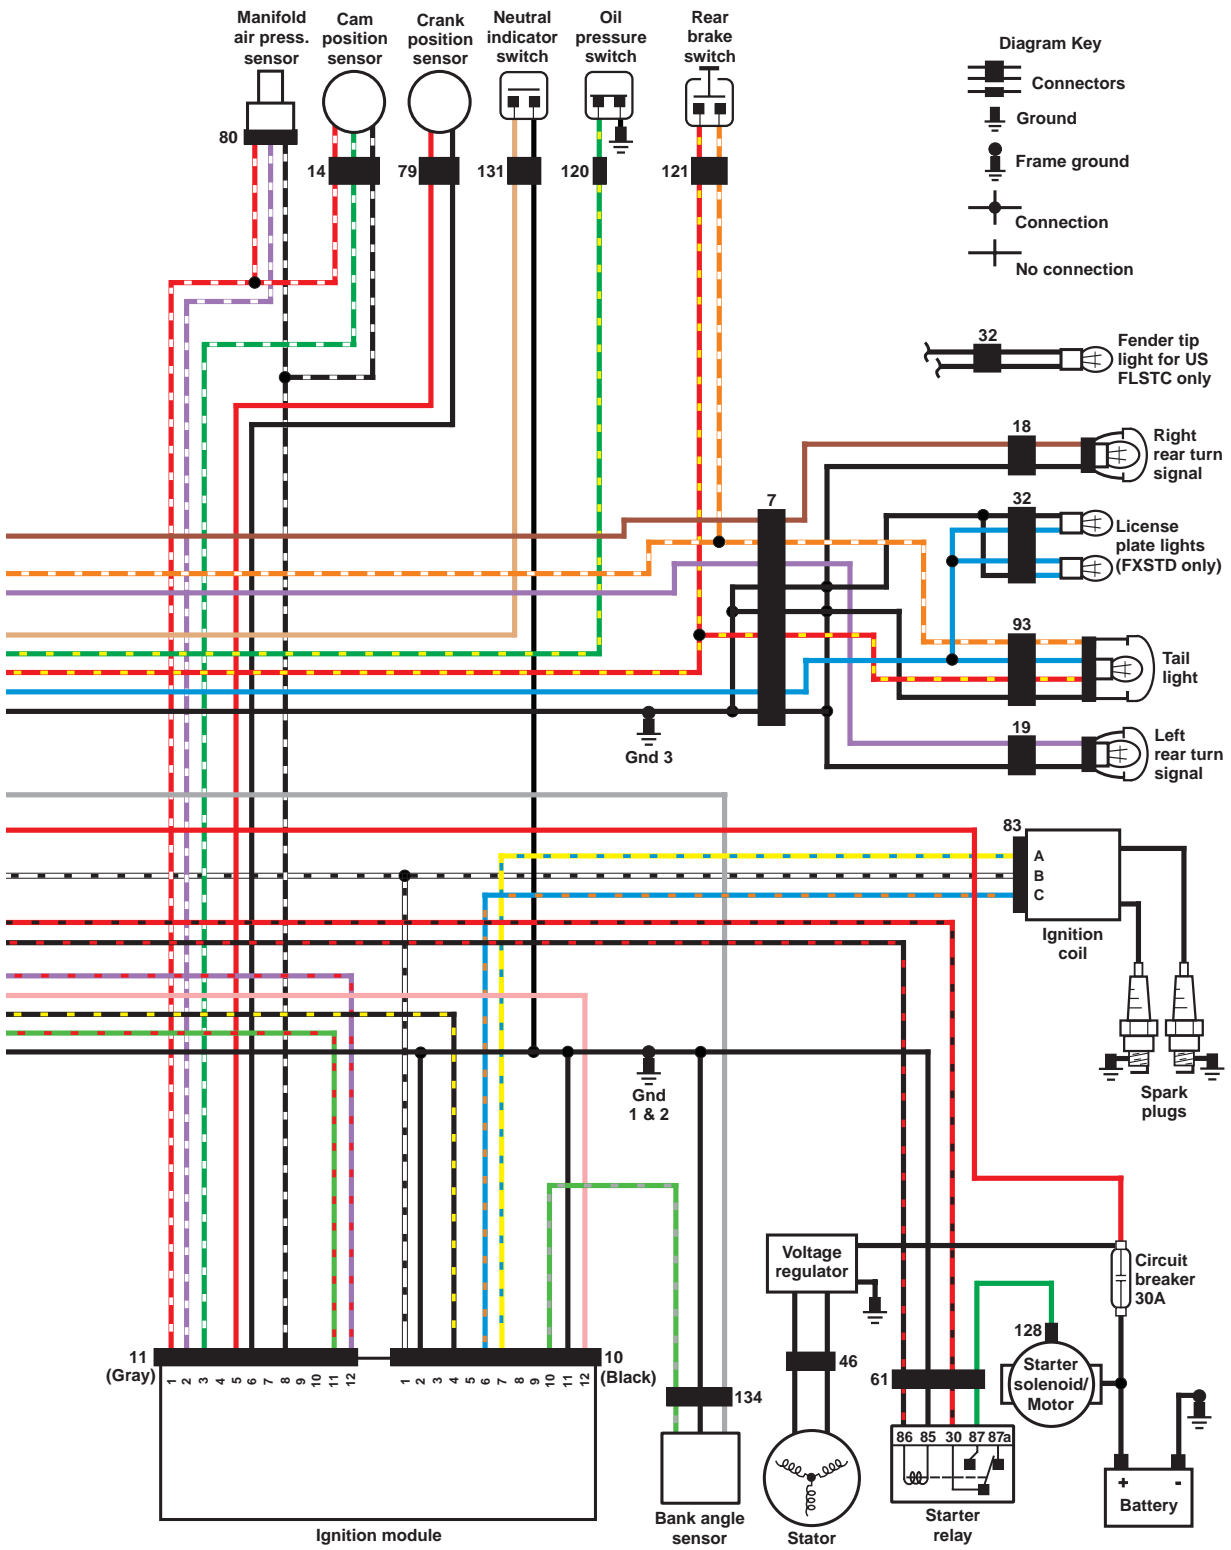 Manifold
air press.
sensor
Cam
position
sensor
Crank
position
sensor
Neutral
indicator
switch
Oil
pressure
switch
Rear
brake
switch
Diagram Key
Connectors
Ground
Frame ground
Connection
No connection
80
14
79
131
120
121
32
Fender tip
light for US
FLSTC only
18
Right
rear turn
signal
7
32
License
plate lights
(FXSTD only)
93
Tail
light
19
Left
rear turn
signal
Gnd 3
83
A
B
C
Ignition
coil
Spark
plugs
Gnd
1 & 2
Voltage
regulator
Circuit
breaker
30A
128
Starter
solenoid/
Motor
46
61
134
11
(Gray)
1 2 3 4 5 6 7 8 9 10 11 12
10
(Black)
1 2 3 4 5 6 7 8 9 10 11 12
86 85 30 87 87a
+ -
Battery
Ignition module
Bank angle
sensor
Stator
Starter
relay